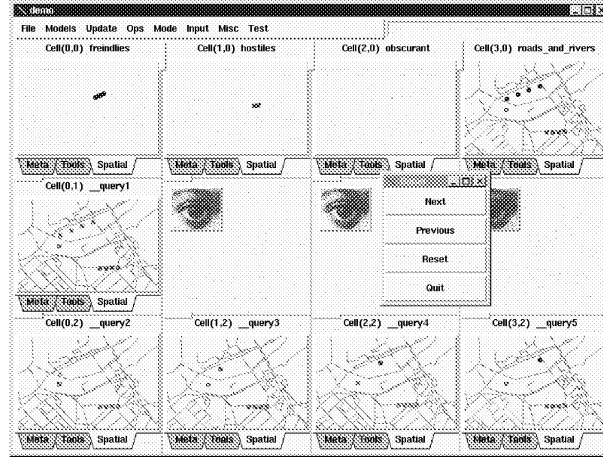 demo
File Models Update Ops Mode Input Misc Test
Cell(0,0) freindlies
Cell(1,0) hostiles
Cell(2,0) obscurant
Cell(3,0) roads_and_rivers
Meta Tools Spatial
Meta Tools Spatial
Meta Tools Spatial
Meta Tools Spatial
Cell(0,1) __query1
Next
Previous
Reset
Quit
Meta Tools Spatial
Cell(0,2) __query2
Cell(1,2) __query3
Cell(2,2) __query4
Cell(3,2) __query5
Meta Tools Spatial
Meta Tools Spatial
Meta Tools Spatial
Meta Tools Spatial